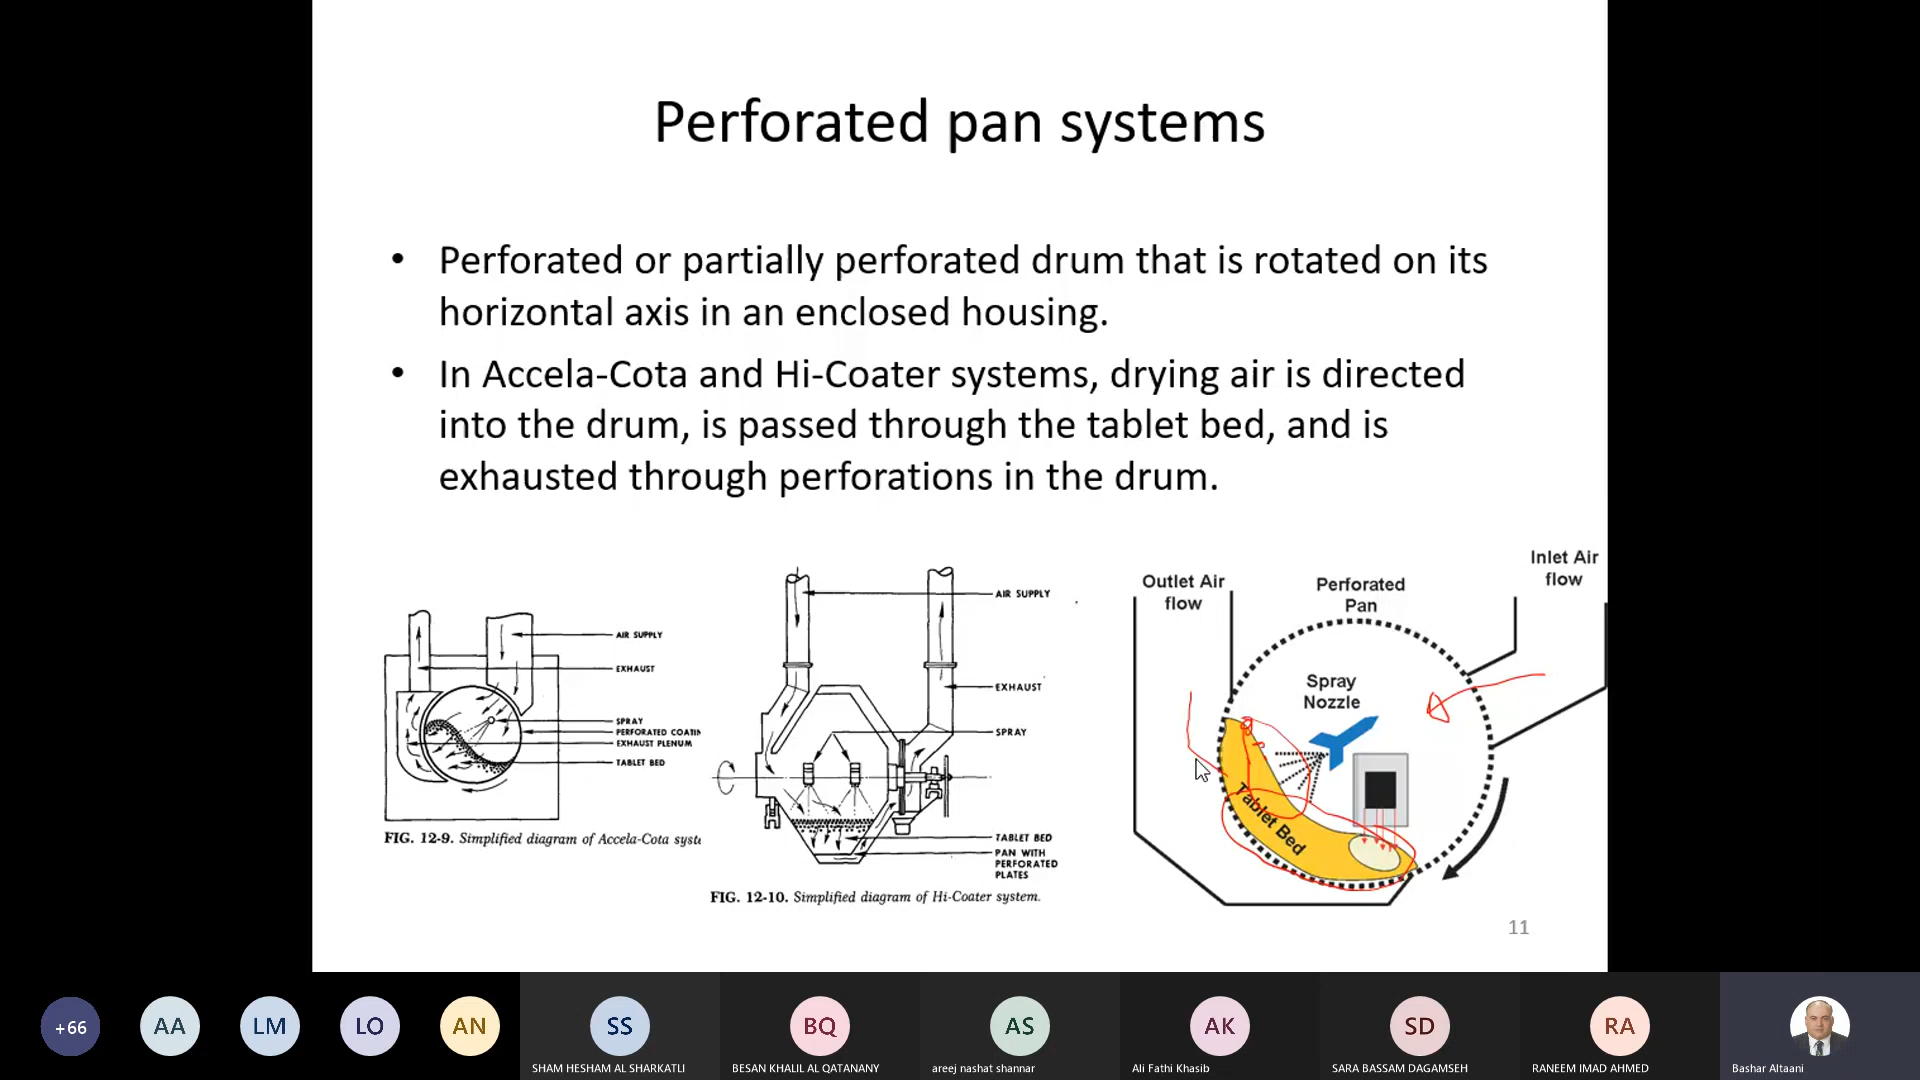 Perforated pan systems
• Perforated or partially perforated drum that is rotated on its
horizontal axis in an enclosed housing.
• In Accela-Cota and Hi-Coater systems, drying air is directed
into the drum, is passed through the tablet bed, and is
exhausted through perforations in the drum.
AIR SUPPLY
EXHAUST
SPRAY
PERFORATED COATIN
EXHAUST PLENUM
TABLET BED
FIG. 12-9. Simplified diagram of Accela-Cota syste
AIR SUPPLY
EXHAUST
SPRAY
TABLET BED
PAN WITH
PERFORATED
PLATES
FIG. 12-10. Simplified diagram of Hi-Coater system.
Outlet Air
flow
Perforated
Pan
Inlet Air
flow
Spray
Nozzle
Tablet Bed
11
+66
AA
LM
LO
AN
SS
BQ
AS
AK
SD
RA
SHAM HESHAM AL SHARKATLI
BESAN KHALIL AL QATANANY
areej nashat shannar
Ali Fathi Khasib
SARA BASSAM DAGAMSEH
RANEEM IMAD AHMED
Bashar Altaani